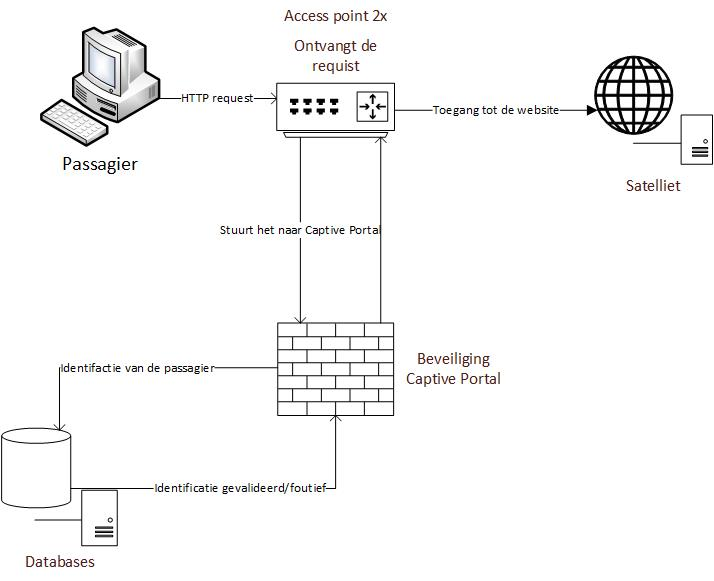 Access point 2x
Ontvangt de
requist
HTTP request
Toegang tot de website
Passagier
Satelliet
Stuurt het naar Captive Portal
Beveiliging
Captive Portal
Identifactie van de passagier
Identificatie gevalideerd/foutief
Databases